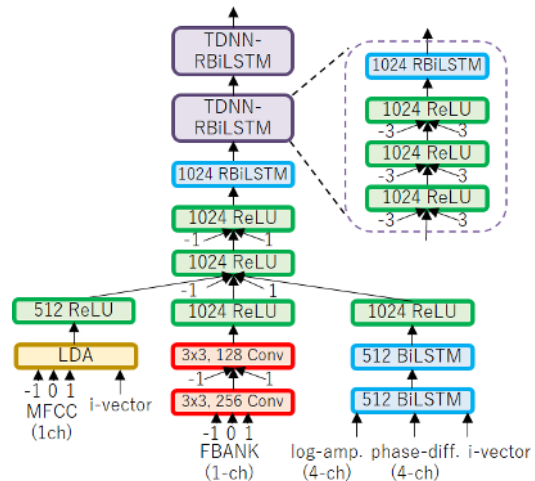 TDNN-
RBiLSTM
TDNN-
RBiLSTM
1024 RBiLSTM
1024 ReLU
-1 1
1024 ReLU
-1 1
1024 RBiLSTM
1024 ReLU
-3 3
1024 ReLU
-3 3
1024 ReLU
-3 3
512 ReLU
LDA
-1 0 1
MFCC
(1ch)
i-vector
1024 ReLU
3x3, 128 Conv
-1 1
3x3, 256 Conv
-1 0 1
FBANK
(1-ch)
1024 ReLU
512 BiLSTM
512 BiLSTM
log-amp. phase-diff. i-vector
(4-ch) (4-ch)